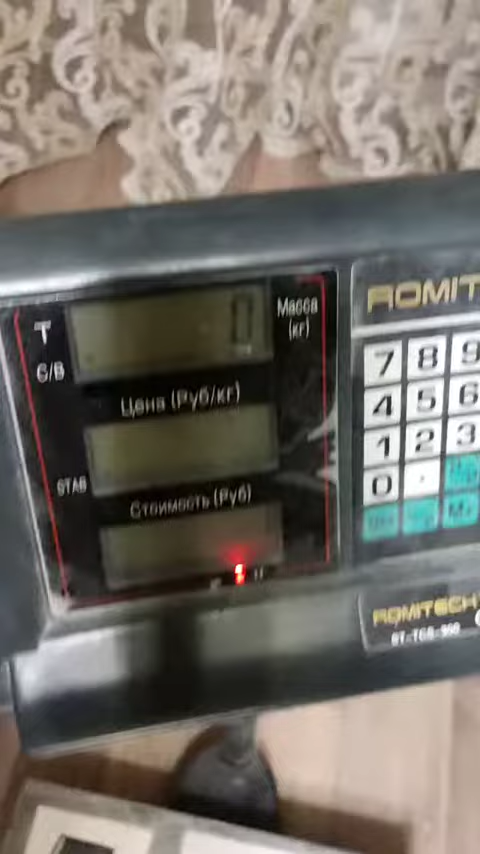 0
Масса
(кг)
T
Б/В
Цена (Руб/кг)
STAB
Стоимость (Руб)
ROMIT
7 8 9
4 5 6
1 2 3
0 .
ROMITECH